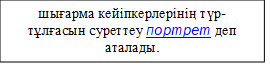 шығарма кейіпкерлерінің түр-
тұлғасын суреттеу портрет деп
аталады.